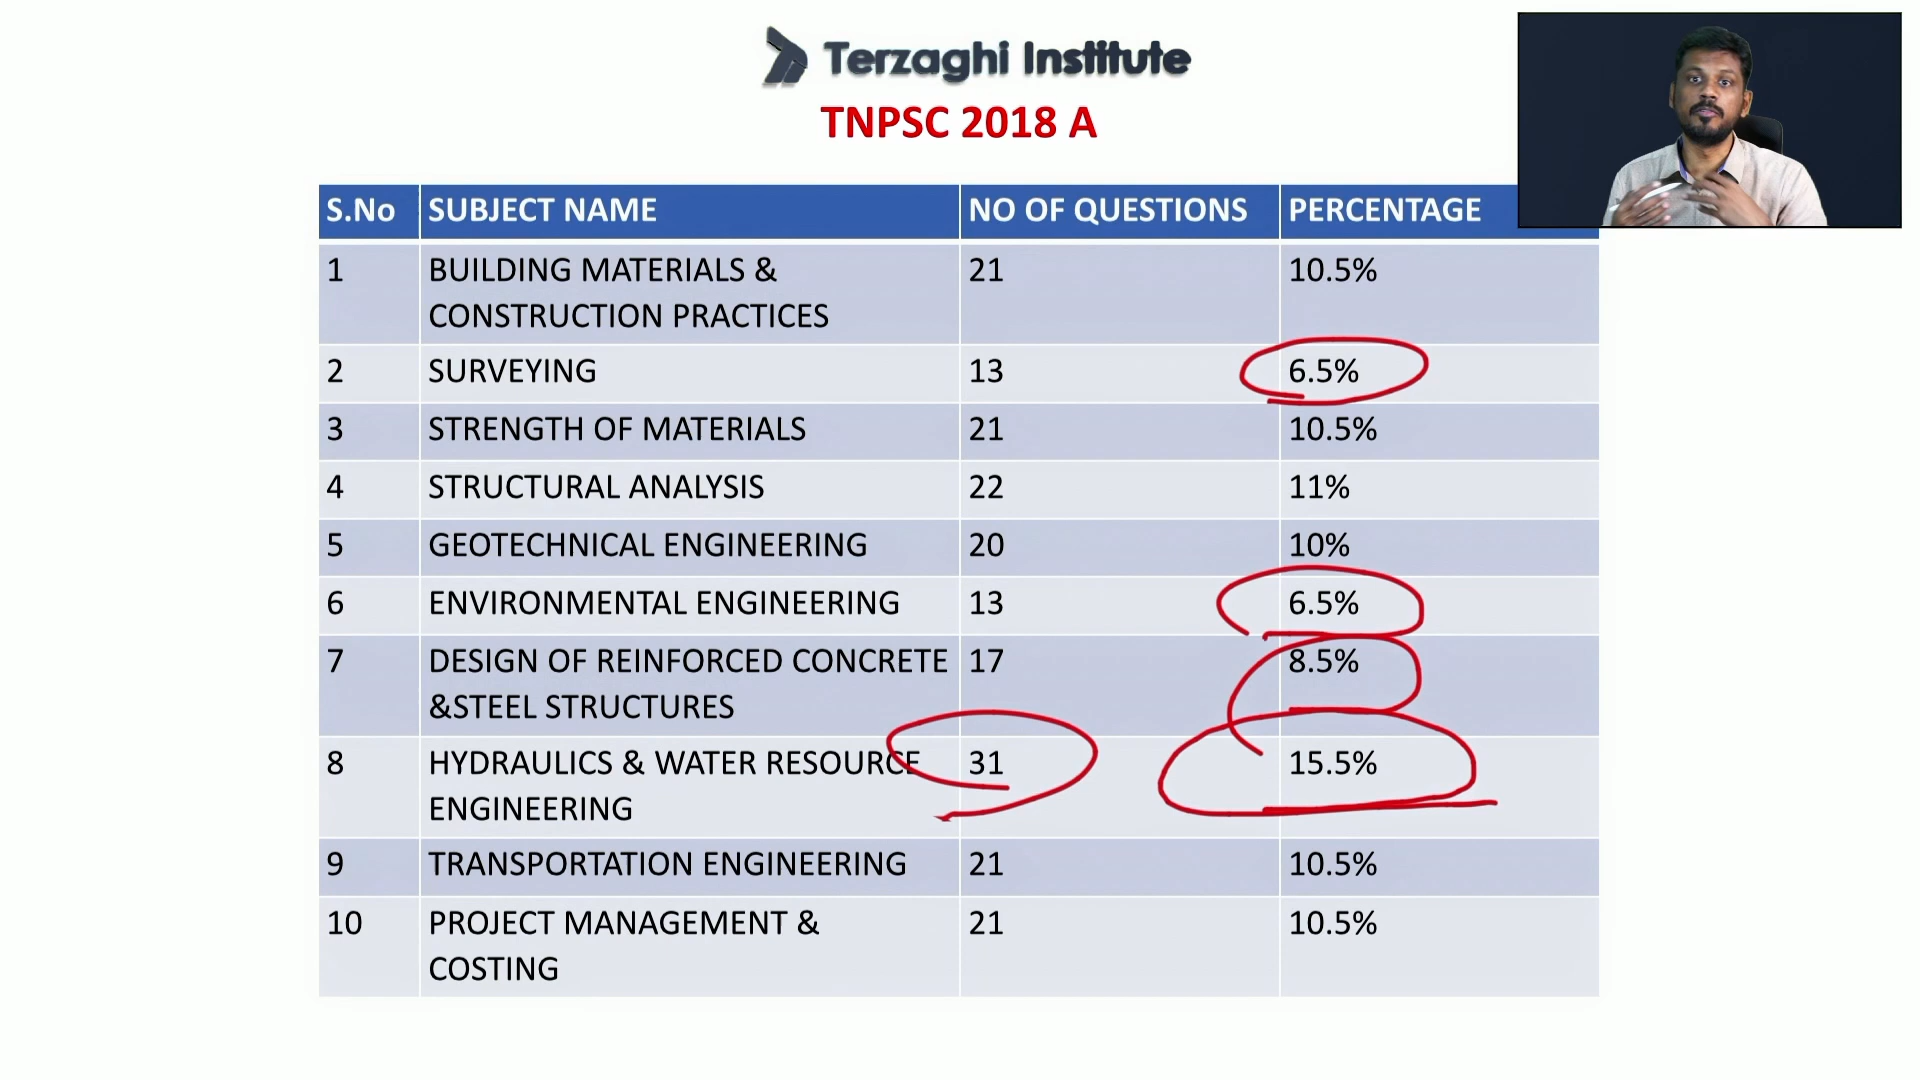 Terzaghi Institute
TNPSC 2018 A
S.No SUBJECT NAME NO OF QUESTIONS PERCENTAGE
1 BUILDING MATERIALS & 21 10.5%
CONSTRUCTION PRACTICES
2 SURVEYING 13 6.5%
3 STRENGTH OF MATERIALS 21 10.5%
4 STRUCTURAL ANALYSIS 22 11%
5 GEOTECHNICAL ENGINEERING 20 10%
6 ENVIRONMENTAL ENGINEERING 13 6.5%
7 DESIGN OF REINFORCED CONCRETE 17 8.5%
&STEEL STRUCTURES
8 HYDRAULICS & WATER RESOURCE 31 15.5%
ENGINEERING
9 TRANSPORTATION ENGINEERING 21 10.5%
10 PROJECT MANAGEMENT & 21 10.5%
COSTING